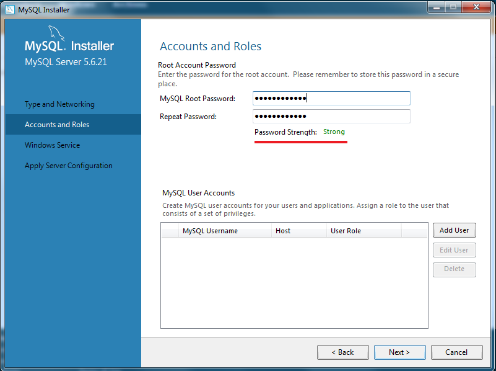 MySQL Installer
MySQL. Installer
MySQL Server 5.6.21
Type and Networking
Accounts and Roles
Windows Service
Apply Server Configuration
Accounts and Roles
Root Account Password
Enter the password for the root account. Please remember to store this password in a secure
place.
MySQL Root Password: ●●●●●●●●●●●●
Repeat Password: ●●●●●●●●●●●●
Password Strength: Strong
MySQL User Accounts
Create MySQL user accounts for your users and applications. Assign a role to the user that
consists of a set of privileges.
MySQL Username Host User Role
Add User
Edit User
Delete
< Back Next > Cancel